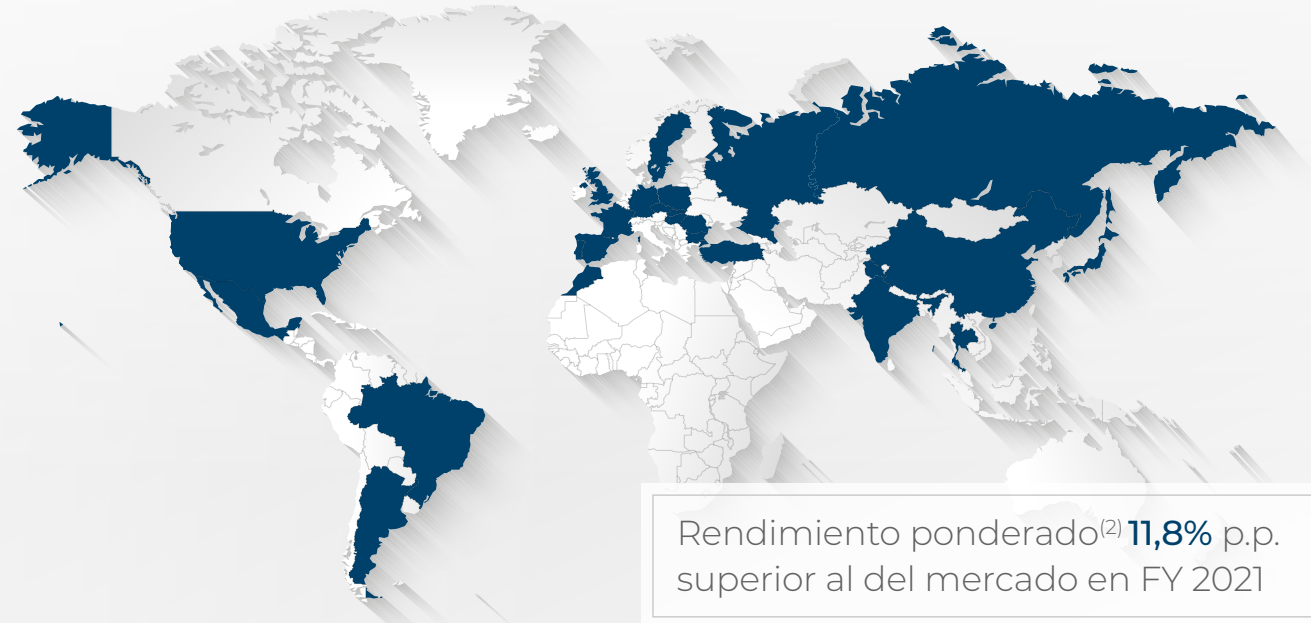 Rendimiento ponderado(2) 11,8% p.p.
superior al del mercado en FY 2021